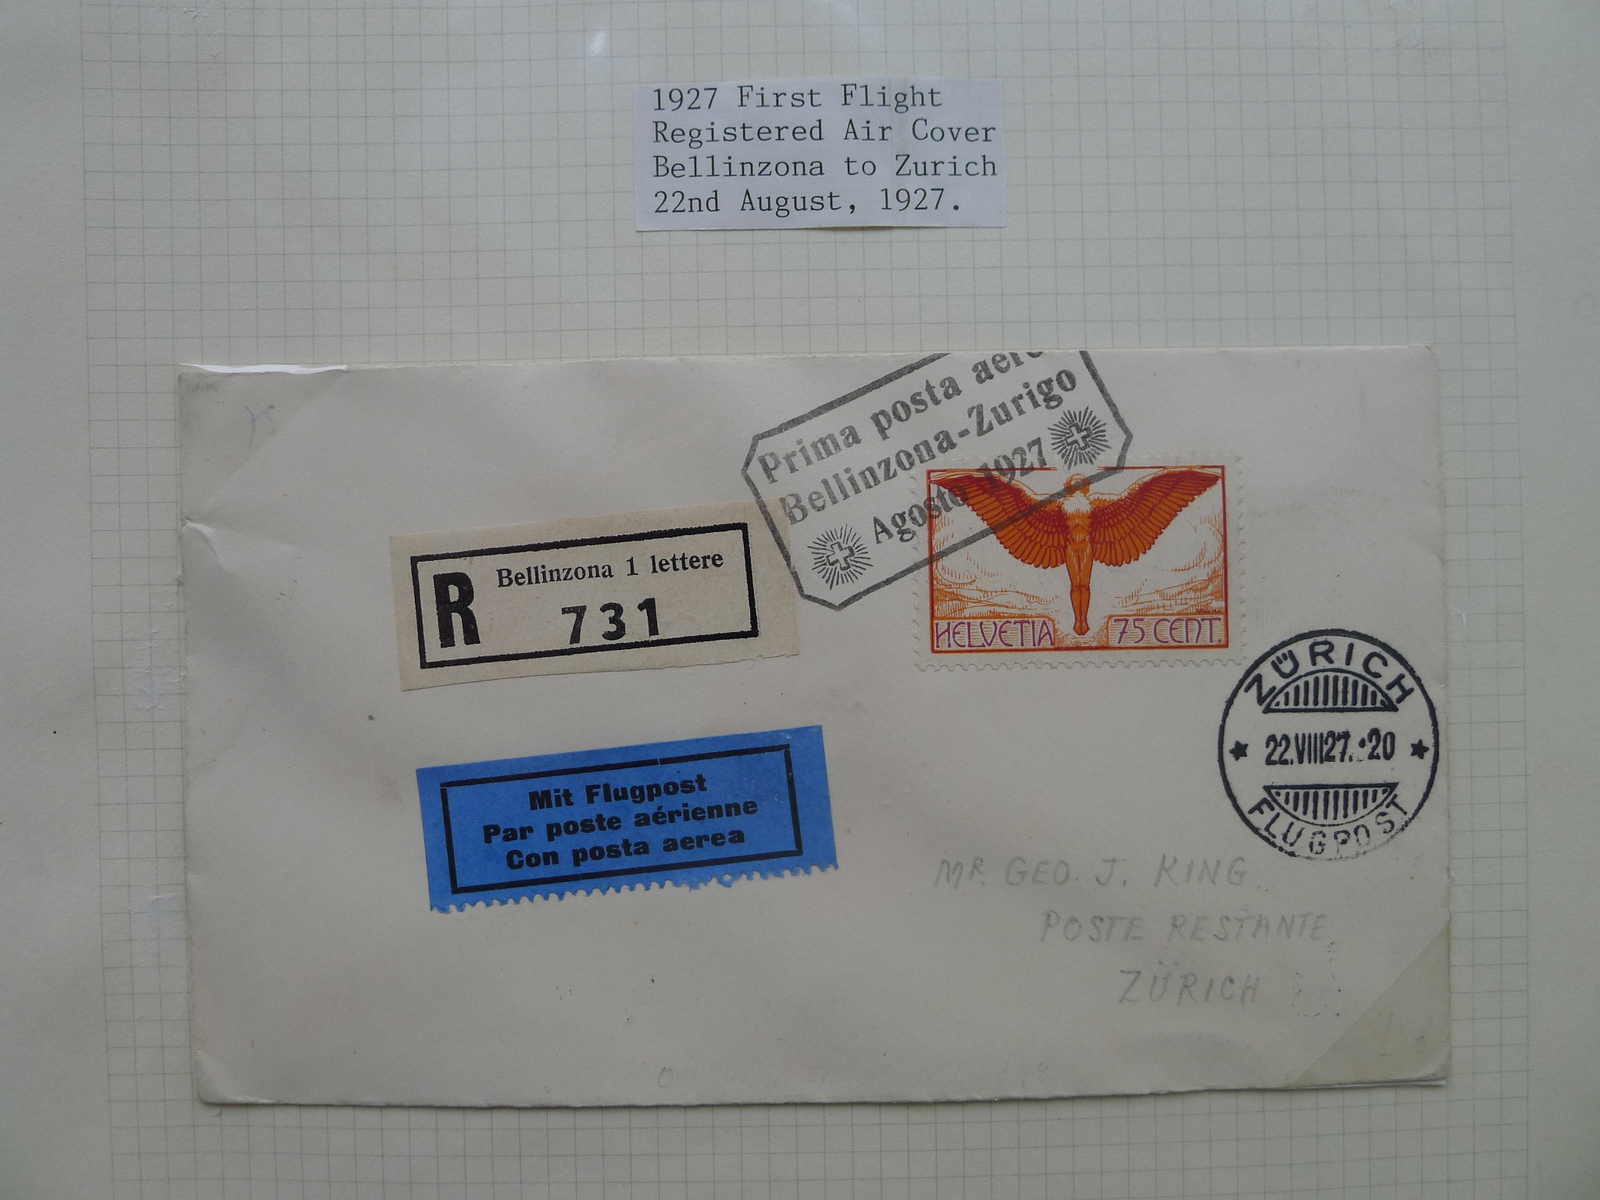 1927 First Flight
Registered Air Cover
Bellinzona to Zurich
22nd August, 1927.
Prima posta
Bellinzona-Zurigo
Agosto 1927
R
Bellinzona 1 lettere
731
HELVETIA 75 CENT.
ZÜRICH
22.VIII27. 20
FLUGPOST
Mit Flugpost
Par poste aérienne
Con posta aerea
MR. GEO. J. KING
POSTE RESTANTE
ZÜRICH